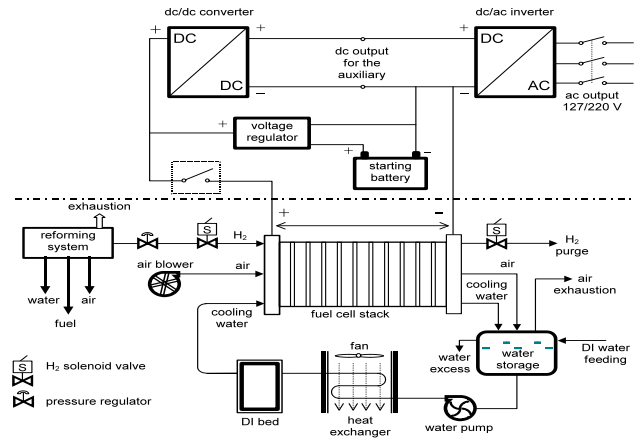 dc/dc converter
dc/ac inverter
+
+
+
DC
DC
dc output
for the
auxiliary
DC
AC
ac output
127/220 V
−
−
+
voltage
regulator
+
−
starting
battery
exhaustion
reforming
system
S
H2
+
−
S
H2
purge
air blower
air
air
air
exhaustion
water
air
fuel
cooling
water
fuel cell stack
cooling
water
water
storage
DI water
feeding
water
excess
S
H2 solenoid valve
pressure regulator
fan
DI bed
heat
exchanger
water pump